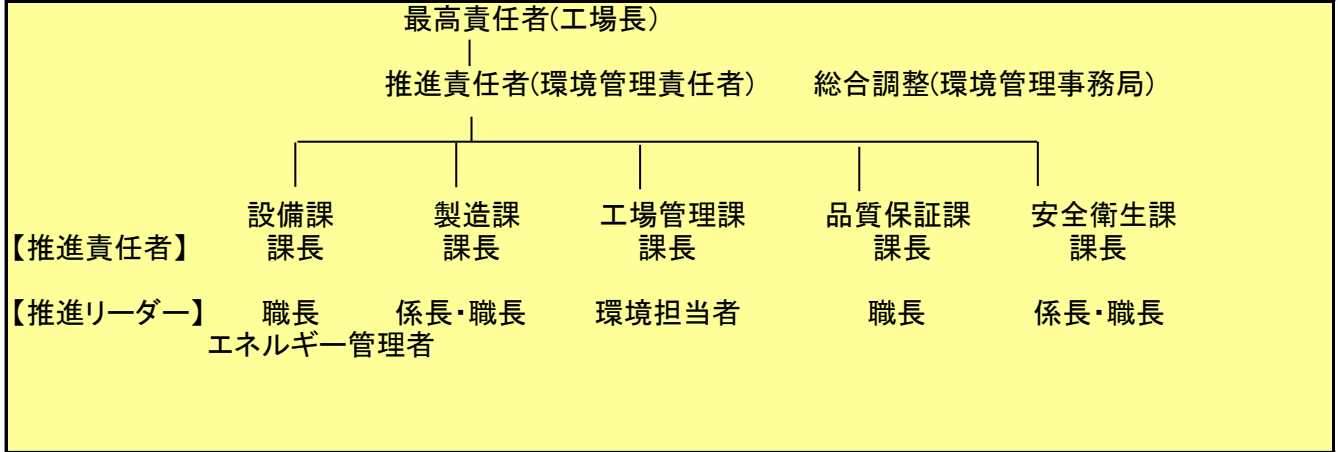 最高責任者(工場長)
推進責任者(環境管理責任者) 総合調整(環境管理事務局)
設備課 製造課 工場管理課 品質保証課 安全衛生課
【推進責任者】 課長 課長 課長 課長 課長
【推進リーダー】 職長 係長・職長 環境担当者 職長 係長・職長
エネルギー管理者